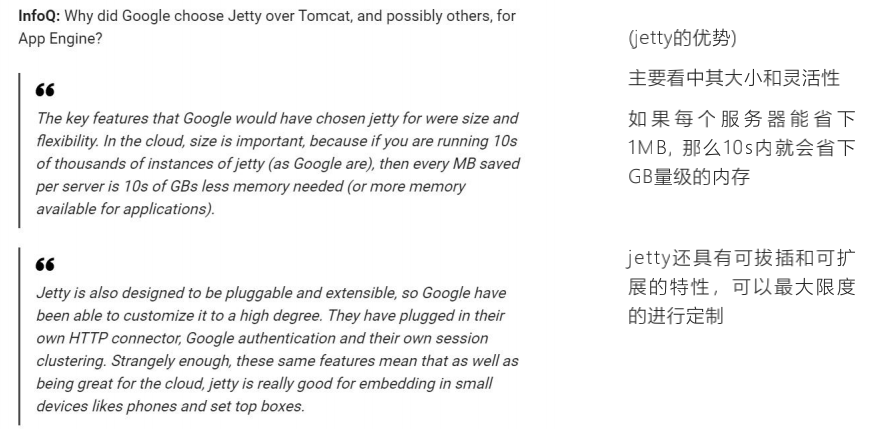 InfoQ: Why did Google choose Jetty over Tomcat, and possibly others, for
App Engine?
The key features that Google would have chosen jetty for were size and
flexibility. In the cloud, size is important, because if you are running 10s
of thousands of instances of jetty (as Google are), then every MB saved
per server is 10s of GBs less memory needed (or more memory
available for applications).
Jetty is also designed to be pluggable and extensible, so Google have
been able to customize it to a high degree. They have plugged in their
own HTTP connector, Google authentication and their own session
clustering. Strangely enough, these same features mean that as well as
being great for the cloud, jetty is really good for embedding in small
devices likes phones and set top boxes.
(jetty的优势)
主要看中其大小和灵活性
如果每个服务器能省下
1MB, 那么10s内就会省下
GB量级的内存
jetty还具有可拔插和可扩
展的特性，可以最大限度
的进行定制